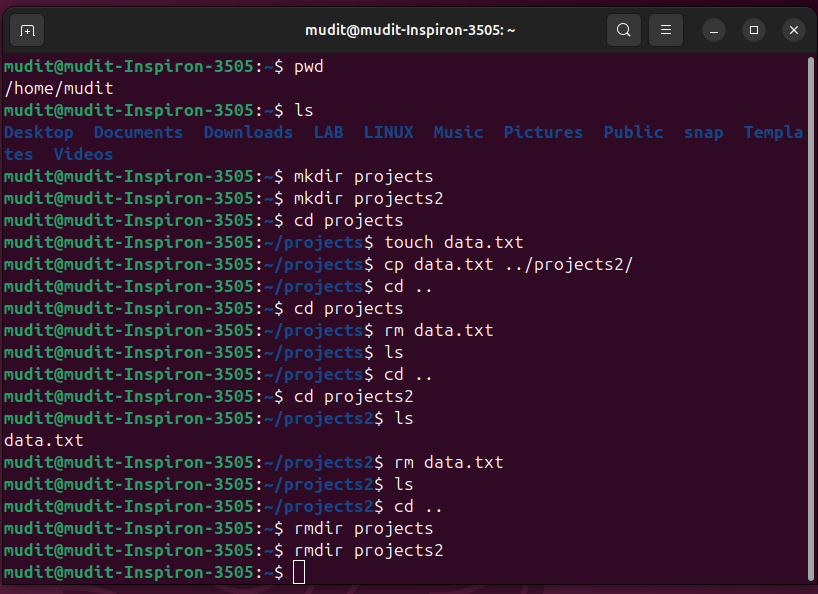 mudit@mudit-Inspiron-3505: ~
mudit@mudit-Inspiron-3505:~$ pwd
/home/mudit
mudit@mudit-Inspiron-3505:~$ ls
Desktop  Documents  Downloads  LAB  LINUX  Music  Pictures  Public  snap  Templa
tes  Videos
mudit@mudit-Inspiron-3505:~$ mkdir projects
mudit@mudit-Inspiron-3505:~$ mkdir projects2
mudit@mudit-Inspiron-3505:~$ cd projects
mudit@mudit-Inspiron-3505:~/projects$ touch data.txt
mudit@mudit-Inspiron-3505:~/projects$ cp data.txt ../projects2/
mudit@mudit-Inspiron-3505:~/projects$ cd ..
mudit@mudit-Inspiron-3505:~$ cd projects
mudit@mudit-Inspiron-3505:~/projects$ rm data.txt
mudit@mudit-Inspiron-3505:~/projects$ ls
mudit@mudit-Inspiron-3505:~/projects$ cd ..
mudit@mudit-Inspiron-3505:~$ cd projects2
mudit@mudit-Inspiron-3505:~/projects2$ ls
data.txt
mudit@mudit-Inspiron-3505:~/projects2$ rm data.txt
mudit@mudit-Inspiron-3505:~/projects2$ ls
mudit@mudit-Inspiron-3505:~/projects2$ cd ..
mudit@mudit-Inspiron-3505:~$ rmdir projects
mudit@mudit-Inspiron-3505:~$ rmdir projects2
mudit@mudit-Inspiron-3505:~$